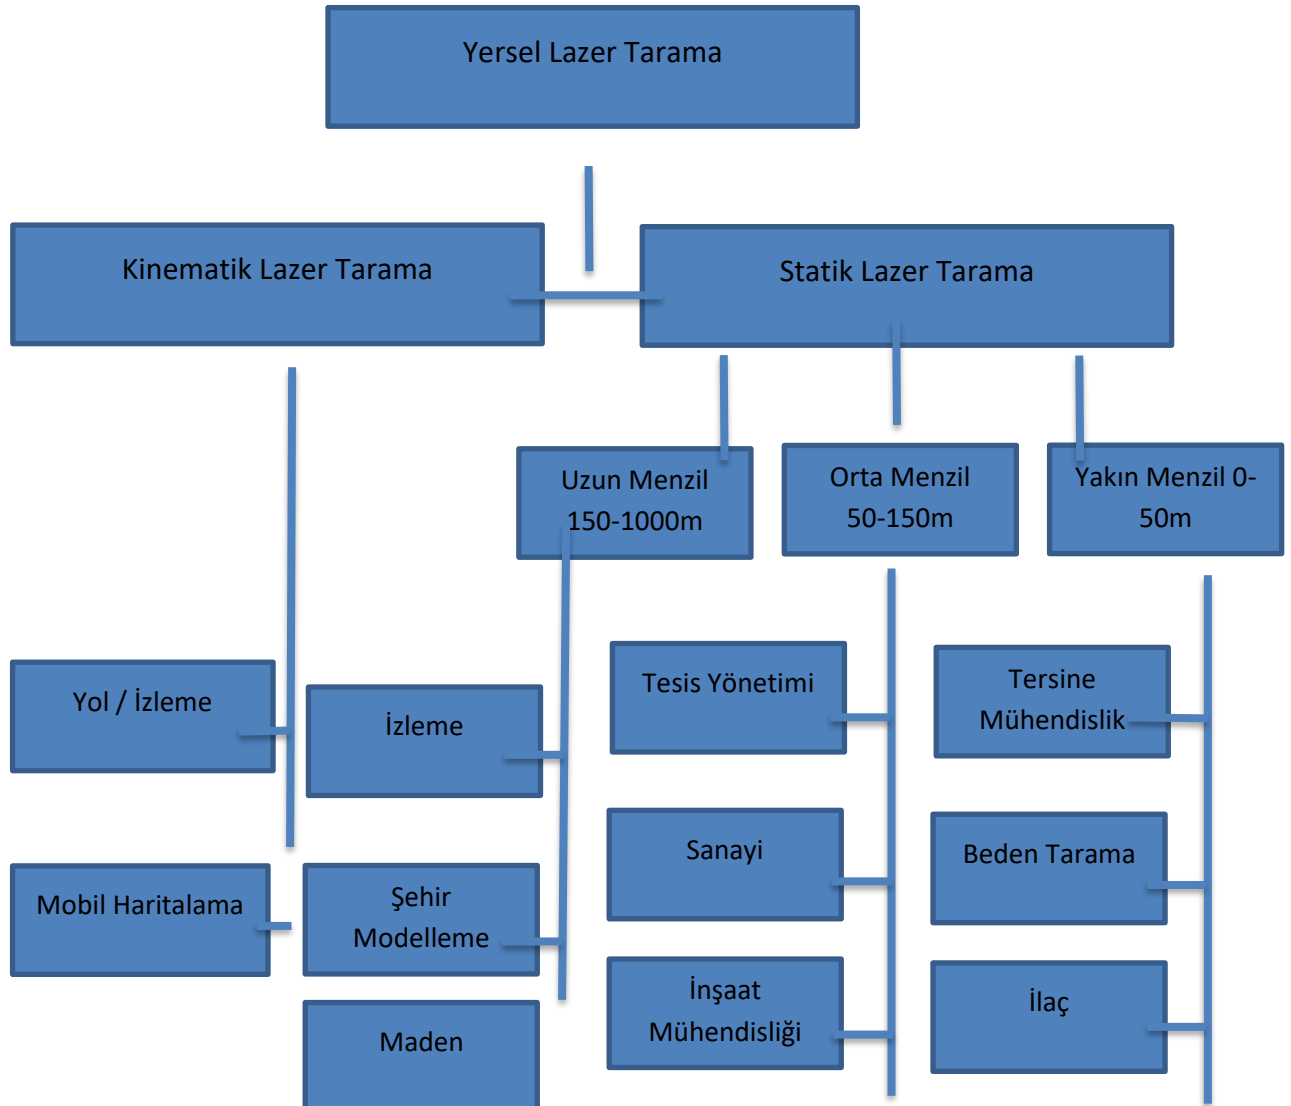 Yersel Lazer Tarama
Kinematik Lazer Tarama
Statik Lazer Tarama
Uzun Menzil
150-1000m
Orta Menzil
50-150m
Yakın Menzil 0-
50m
Yol / İzleme
Mobil Haritalama
İzleme
Şehir
Modelleme
Maden
Tesis Yönetimi
Sanayi
İnşaat
Mühendisliği
Tersine
Mühendislik
Beden Tarama
İlaç